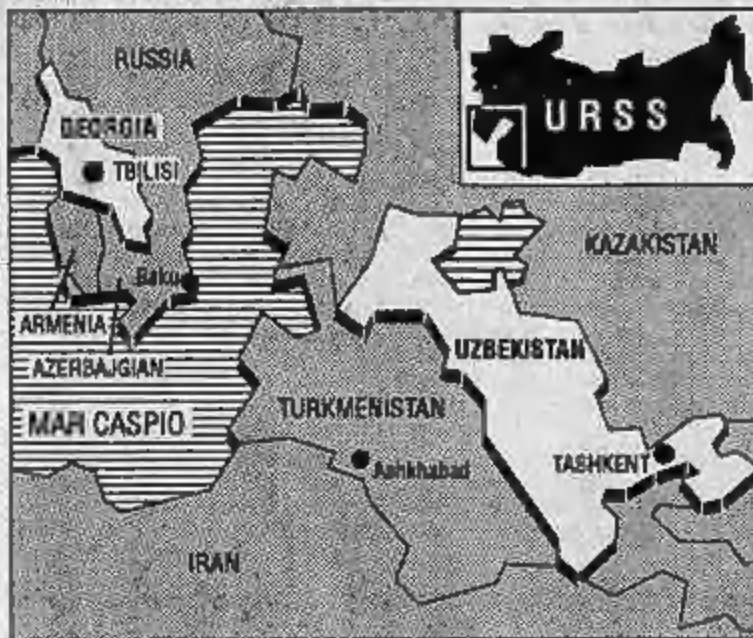 RUSSIA
GEORGIA
TBILISI
URSS
KAZAKISTAN
Baku
ARMENIA
AZERBAJGIAN
MAR CASPIO
UZBEKISTAN
TURKMENISTAN
TASHKENT
Ashkhabad
IRAN